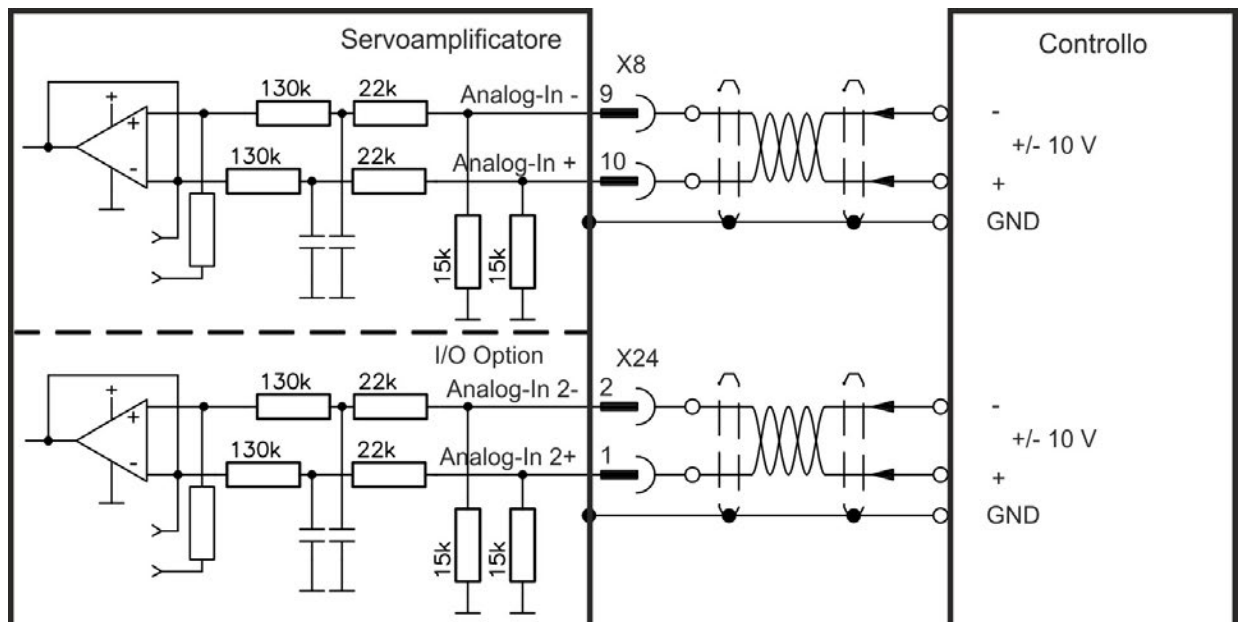 Servoamplificatore
X8
Controllo
130k 22k Analog-In - 9 -
+/- 10 V
130k 22k Analog-In + 10 +
GND
15k 15k
+
+
-
I/O Option X24
130k 22k Analog-In 2- 2 -
+/- 10 V
130k 22k Analog-In 2+ 1 +
GND
15k 15k
+
+
-